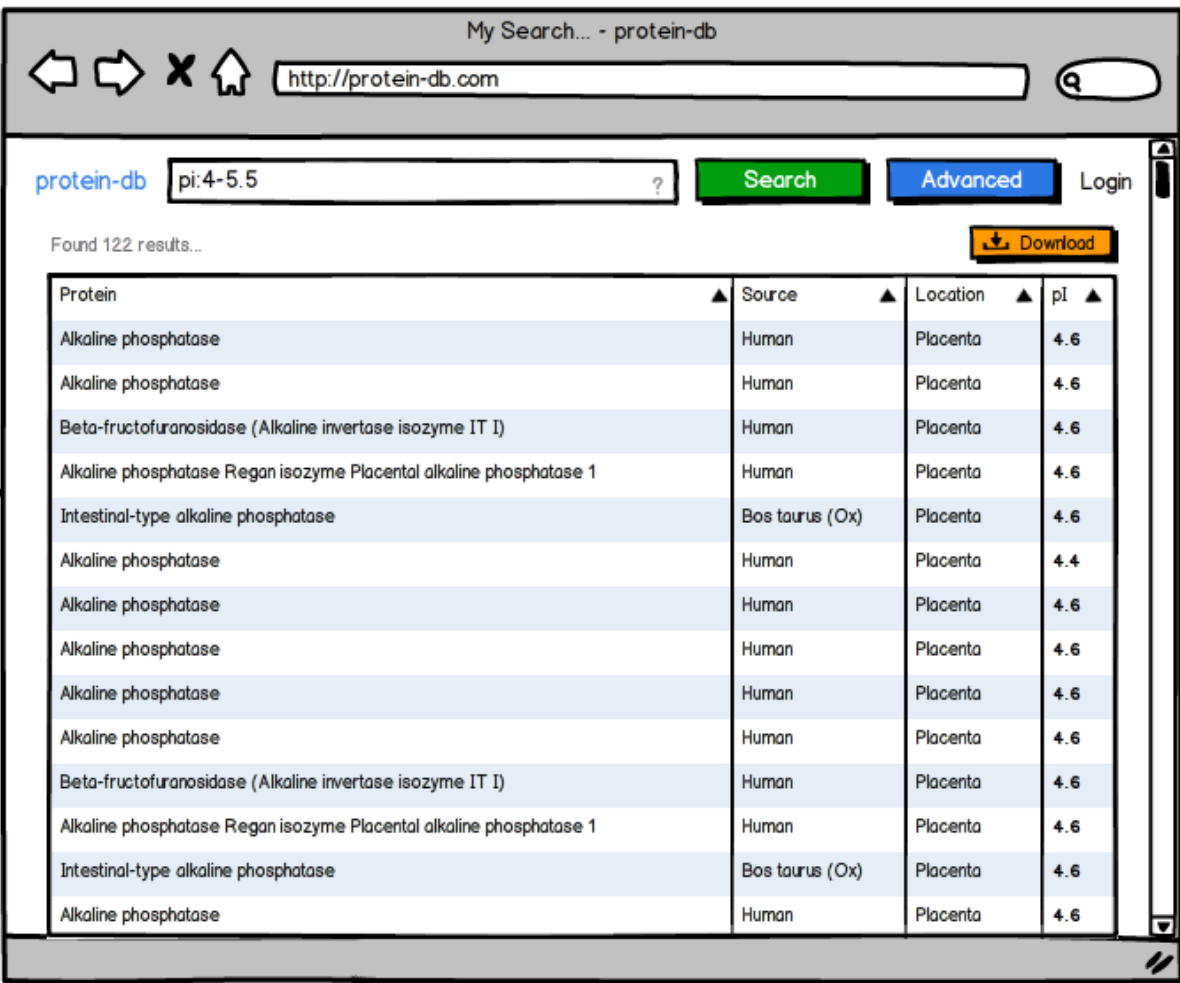 My Search... - protein-db
http://protein-db.com
protein-db pi:4-5.5 ? Search Advanced Login
Found 122 results... Download
Protein Source Location pI
Alkaline phosphatase Human Placenta 4.6
Alkaline phosphatase Human Placenta 4.6
Beta-fructofuranosidase (Alkaline invertase isozyme IT I) Human Placenta 4.6
Alkaline phosphatase Regan isozyme Placental alkaline phosphatase 1 Human Placenta 4.6
Intestinal-type alkaline phosphatase Bos taurus (Ox) Placenta 4.6
Alkaline phosphatase Human Placenta 4.4
Alkaline phosphatase Human Placenta 4.6
Alkaline phosphatase Human Placenta 4.6
Alkaline phosphatase Human Placenta 4.6
Alkaline phosphatase Human Placenta 4.6
Beta-fructofuranosidase (Alkaline invertase isozyme IT I) Human Placenta 4.6
Alkaline phosphatase Regan isozyme Placental alkaline phosphatase 1 Human Placenta 4.6
Intestinal-type alkaline phosphatase Bos taurus (Ox) Placenta 4.6
Alkaline phosphatase Human Placenta 4.6